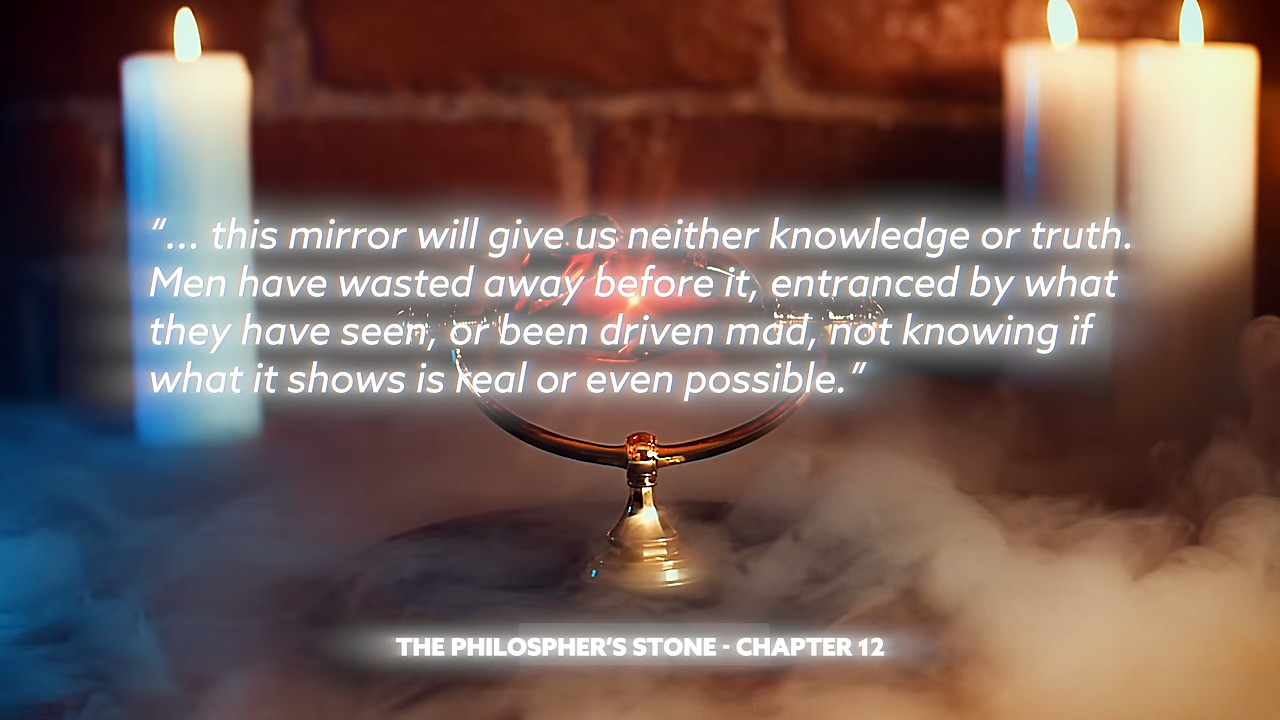 “... this mirror will give us neither knowledge or truth.
Men have wasted away before it, entranced by what
they have seen, or been driven mad, not knowing if
what it shows is real or even possible.”
THE PHILOSPHER’S STONE - CHAPTER 12